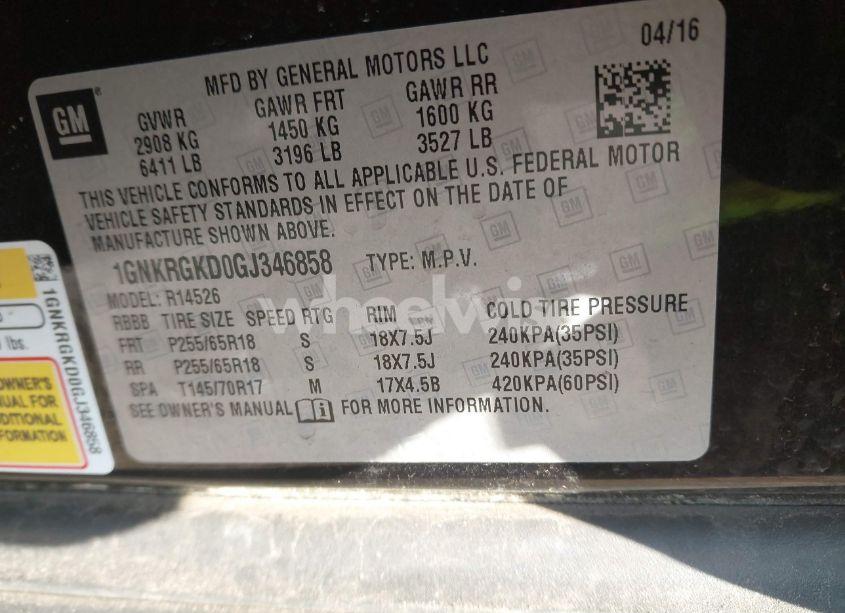 04/16
MFD BY GENERAL MOTORS LLC
GM
GVWR GAWR FRT GAWR RR
2908 KG 1450 KG 1600 KG
6411 LB 3196 LB 3527 LB
THIS VEHICLE CONFORMS TO ALL APPLICABLE U.S. FEDERAL MOTOR
VEHICLE SAFETY STANDARDS IN EFFECT ON THE DATE OF
MANUFACTURE SHOWN ABOVE.
1GNKRGKD0GJ346858 TYPE: M.P.V.
MODEL: R14526
RBBB TIRE SIZE SPEED RTG RIM COLD TIRE PRESSURE
FRT P255/65R18 S 18X7.5J 240KPA(35PSI)
RR P255/65R18 S 18X7.5J 240KPA(35PSI)
SPA T145/70R17 M 17X4.5B 420KPA(60PSI)
SEE OWNER'S MANUAL FOR MORE INFORMATION.
1GNKRGKD0GJ346858
lbs.
OWNER'S
FOR